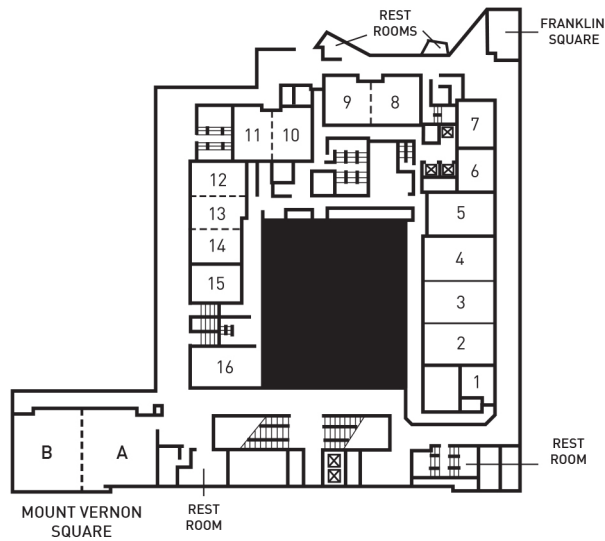 REST
ROOMS
FRANKLIN
SQUARE
9
8
7
11
10
6
12
5
13
14
4
15
3
2
16
1
B
A
REST
ROOM
MOUNT VERNON
SQUARE
REST
ROOM